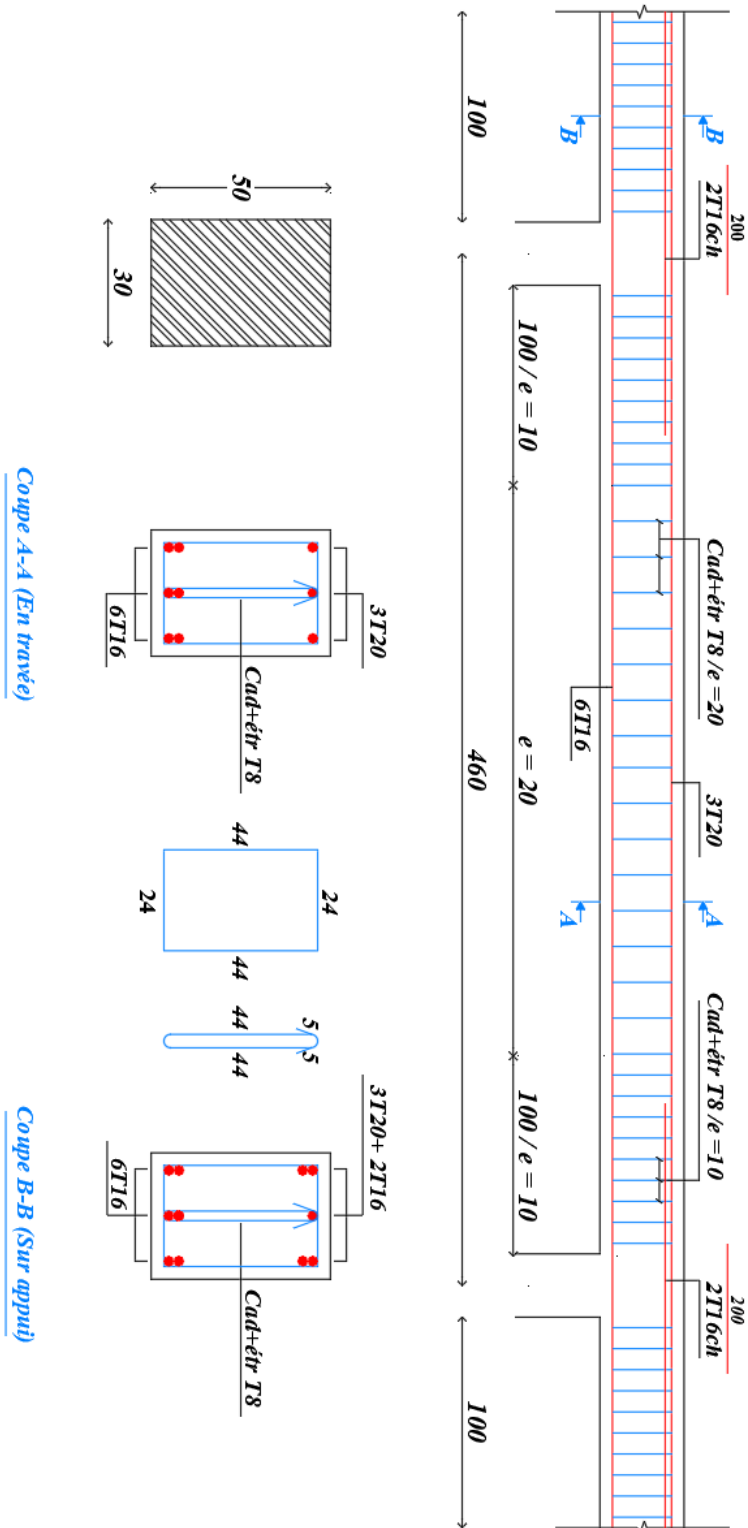 200
2T16ch
200
2T16ch
B
Cad+étr T8 /e =20
3T20
A
Cad+étr T8 /e =10
B
6T16
A
100 / e = 10
e = 20
100 / e = 10
100
460
100
50
30
3T20
Cad+étr T8
6T16
Coupe A-A (En travée)
24
44
44
24
5
5
44
44
3T20+ 2T16
Cad+étr T8
6T16
Coupe B-B (Sur appui)